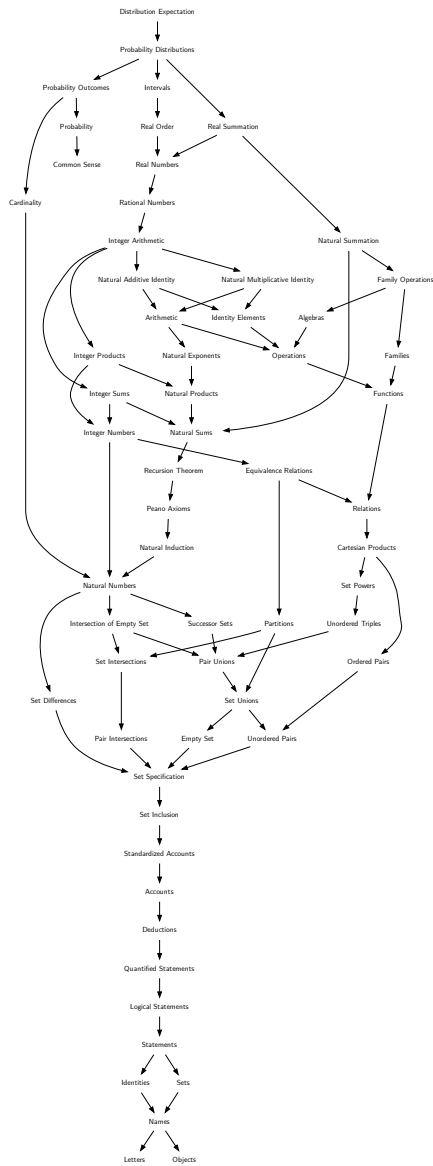 Distribution Expectation
Probability Distributions
Probability Outcomes
Intervals
Probability
Real Order
Real Summation
Common Sense
Real Numbers
Cardinality
Rational Numbers
Integer Arithmetic
Natural Summation
Natural Additive Identity
Natural Multiplicative Identity
Family Operations
Arithmetic
Identity Elements
Algebras
Integer Products
Natural Exponents
Operations
Families
Integer Sums
Natural Products
Functions
Integer Numbers
Natural Sums
Recursion Theorem
Equivalence Relations
Peano Axioms
Relations
Natural Induction
Cartesian Products
Natural Numbers
Set Powers
Intersection of Empty Set
Successor Sets
Partitions
Unordered Triples
Set Intersections
Pair Unions
Ordered Pairs
Set Differences
Set Unions
Pair Intersections
Empty Set
Unordered Pairs
Set Specification
Set Inclusion
Standardized Accounts
Accounts
Deductions
Quantified Statements
Logical Statements
Statements
Identities
Sets
Names
Letters
Objects